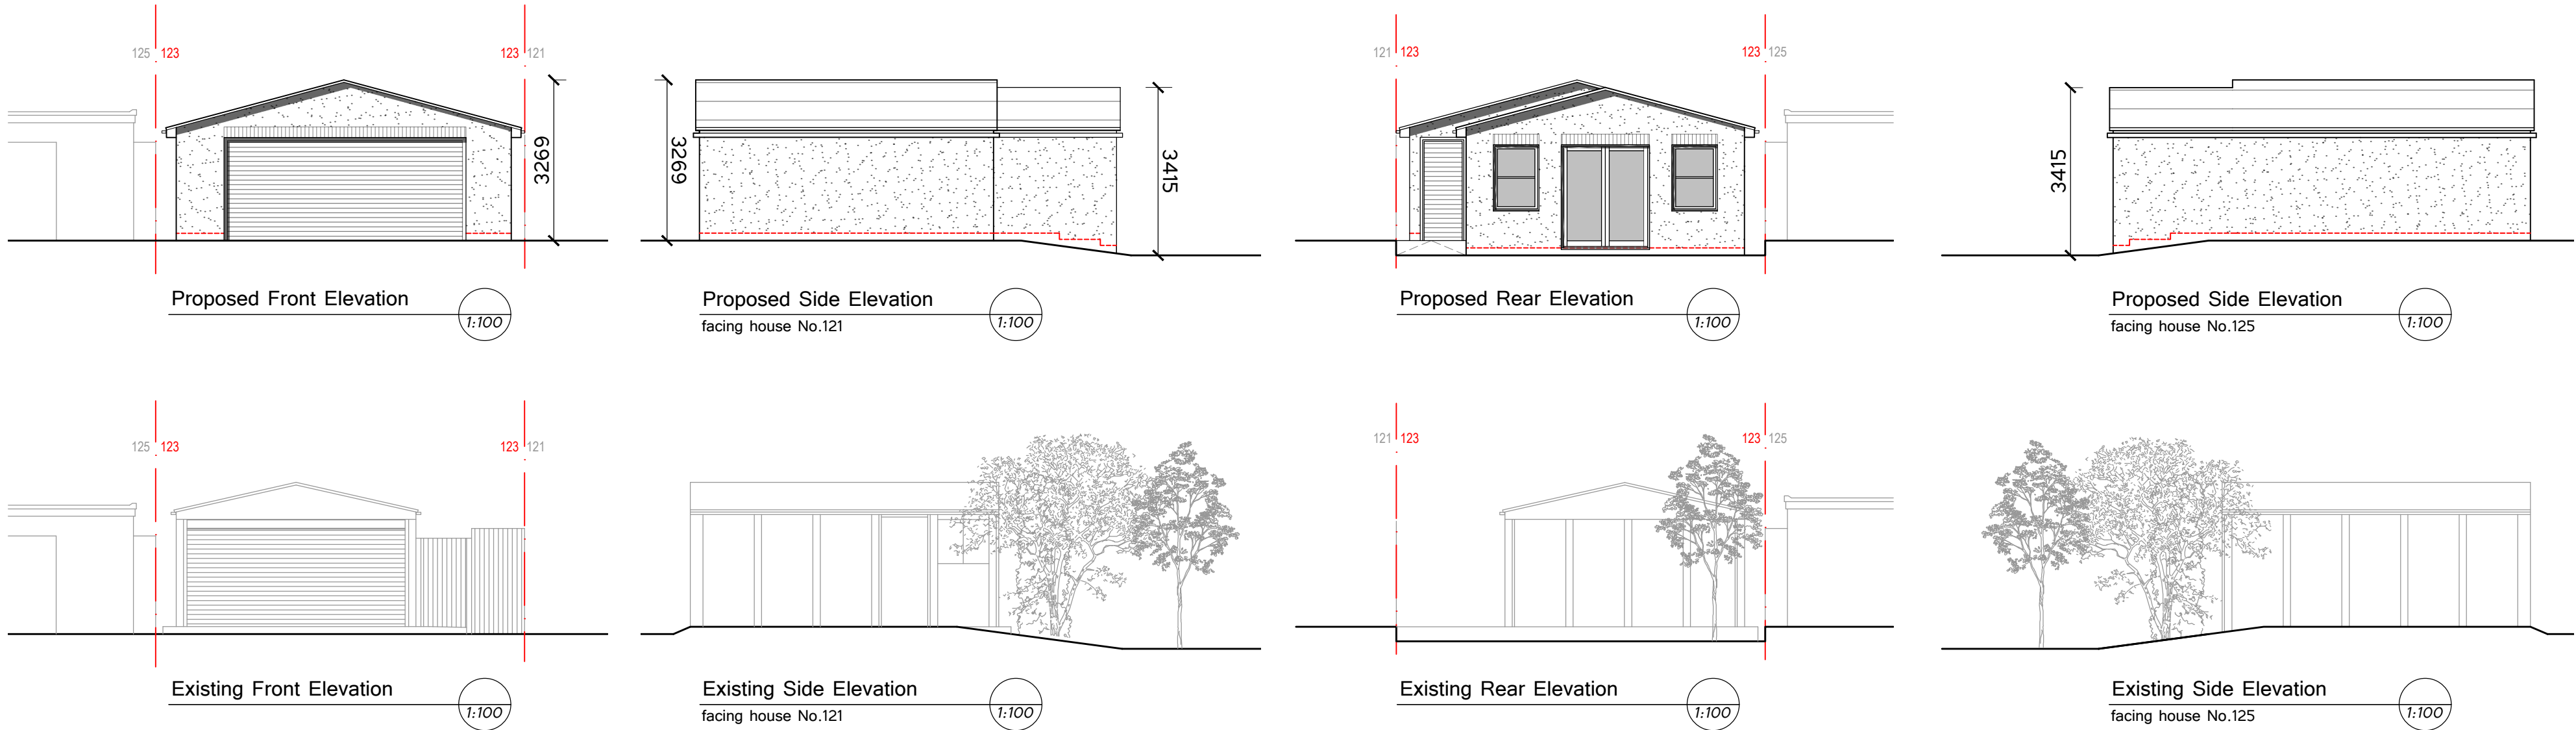 125 123
123 121
3269
3269
3415
121 123
123 125
3415
Proposed Front Elevation
1:100
Proposed Side Elevation
facing house No.121
1:100
Proposed Rear Elevation
1:100
Proposed Side Elevation
facing house No.125
1:100
125 123
123 121
121 123
123 125
Existing Front Elevation
1:100
Existing Side Elevation
facing house No.121
1:100
Existing Rear Elevation
1:100
Existing Side Elevation
facing house No.125
1:100